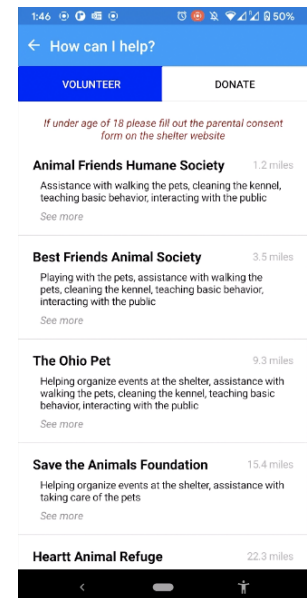 1:46 50%
How can I help?
VOLUNTEER DONATE
If under age of 18 please fill out the parental consent
form on the shelter website
Animal Friends Humane Society 1.2 miles
Assistance with walking the pets, cleaning the kennel,
teaching basic behavior, interacting with the public
See more
Best Friends Animal Society 3.5 miles
Playing with the pets, assistance with walking the
pets, cleaning the kennel, teaching basic behavior,
interacting with the public
See more
The Ohio Pet 9.3 miles
Helping organize events at the shelter, assistance with
walking the pets, cleaning the kennel, teaching basic
behavior, interacting with the public
See more
Save the Animals Foundation 15.4 miles
Helping organize events at the shelter, assistance with
taking care of the pets
See more
Heartt Animal Refuge 22.3 miles